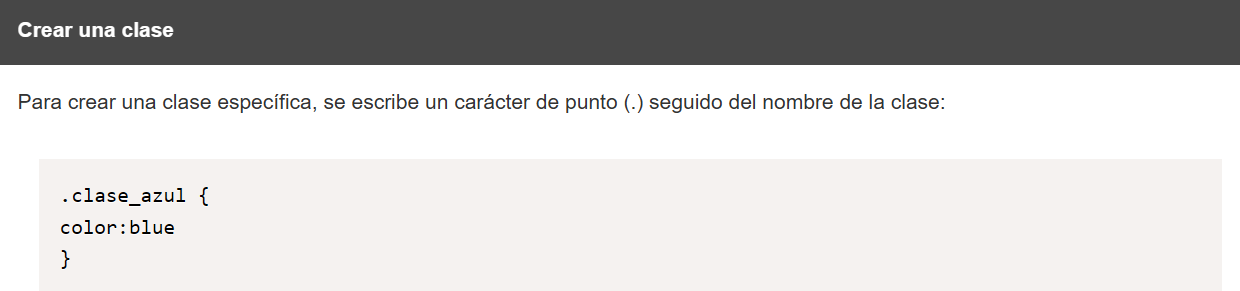 Crear una clase
Para crear una clase específica, se escribe un carácter de punto (.) seguido del nombre de la clase:
.clase_azul {
color:blue
}